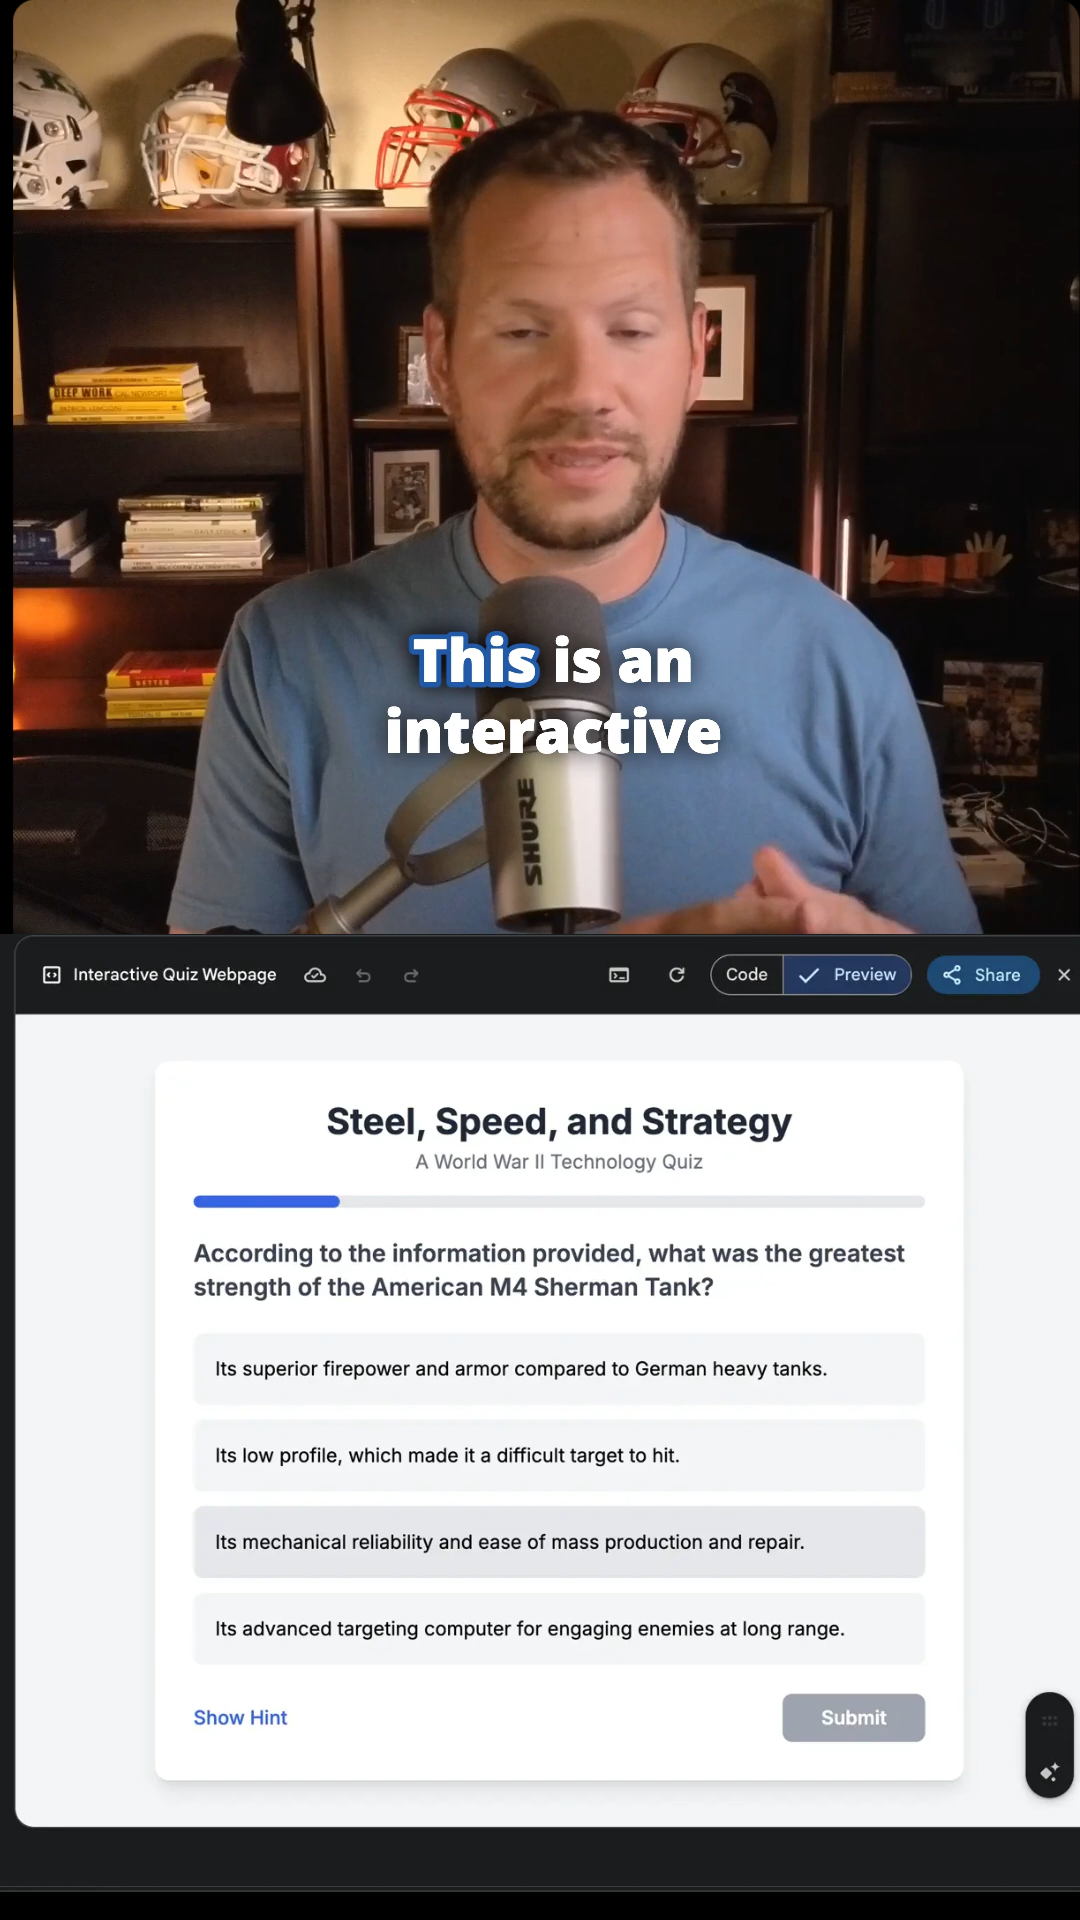 DEEP WORK
This is an
interactive
SHURE
Interactive Quiz Webpage
Code
Preview
Share
Steel, Speed, and Strategy
A World War II Technology Quiz
According to the information provided, what was the greatest
strength of the American M4 Sherman Tank?
Its superior firepower and armor compared to German heavy tanks.
Its low profile, which made it a difficult target to hit.
Its mechanical reliability and ease of mass production and repair.
Its advanced targeting computer for engaging enemies at long range.
Show Hint
Submit